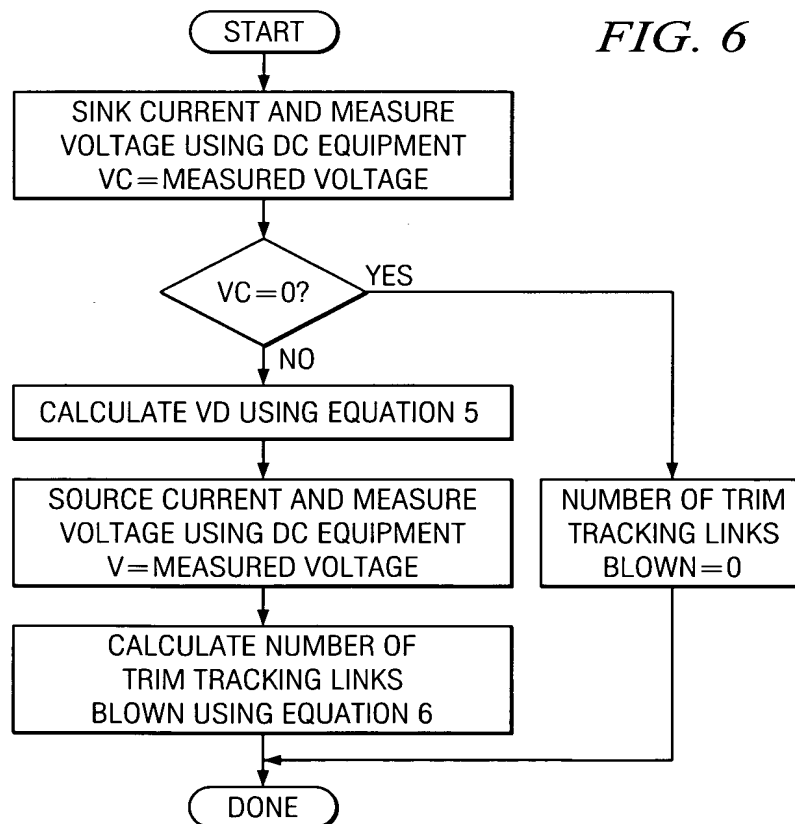 START
FIG. 6
SINK CURRENT AND MEASURE
VOLTAGE USING DC EQUIPMENT
VC=MEASURED VOLTAGE
VC=0?
YES
NO
CALCULATE VD USING EQUATION 5
SOURCE CURRENT AND MEASURE
VOLTAGE USING DC EQUIPMENT
V=MEASURED VOLTAGE
NUMBER OF TRIM
TRACKING LINKS
BLOWN=0
CALCULATE NUMBER OF
TRIM TRACKING LINKS
BLOWN USING EQUATION 6
DONE